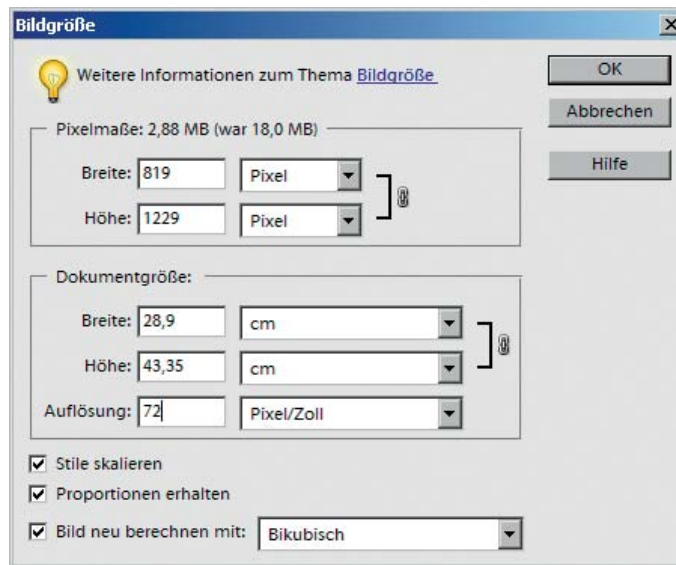 Bildgröße
Weitere Informationen zum Thema Bildgröße
OK
Abbrechen
Hilfe
Pixelmaße: 2,88 MB (war 18,0 MB)
Breite: 819 Pixel
Höhe: 1229 Pixel
Dokumentgröße:
Breite: 28,9 cm
Höhe: 43,35 cm
Auflösung: 72 Pixel/Zoll
Stile skalieren
Proportionen erhalten
Bild neu berechnen mit: Bikubisch